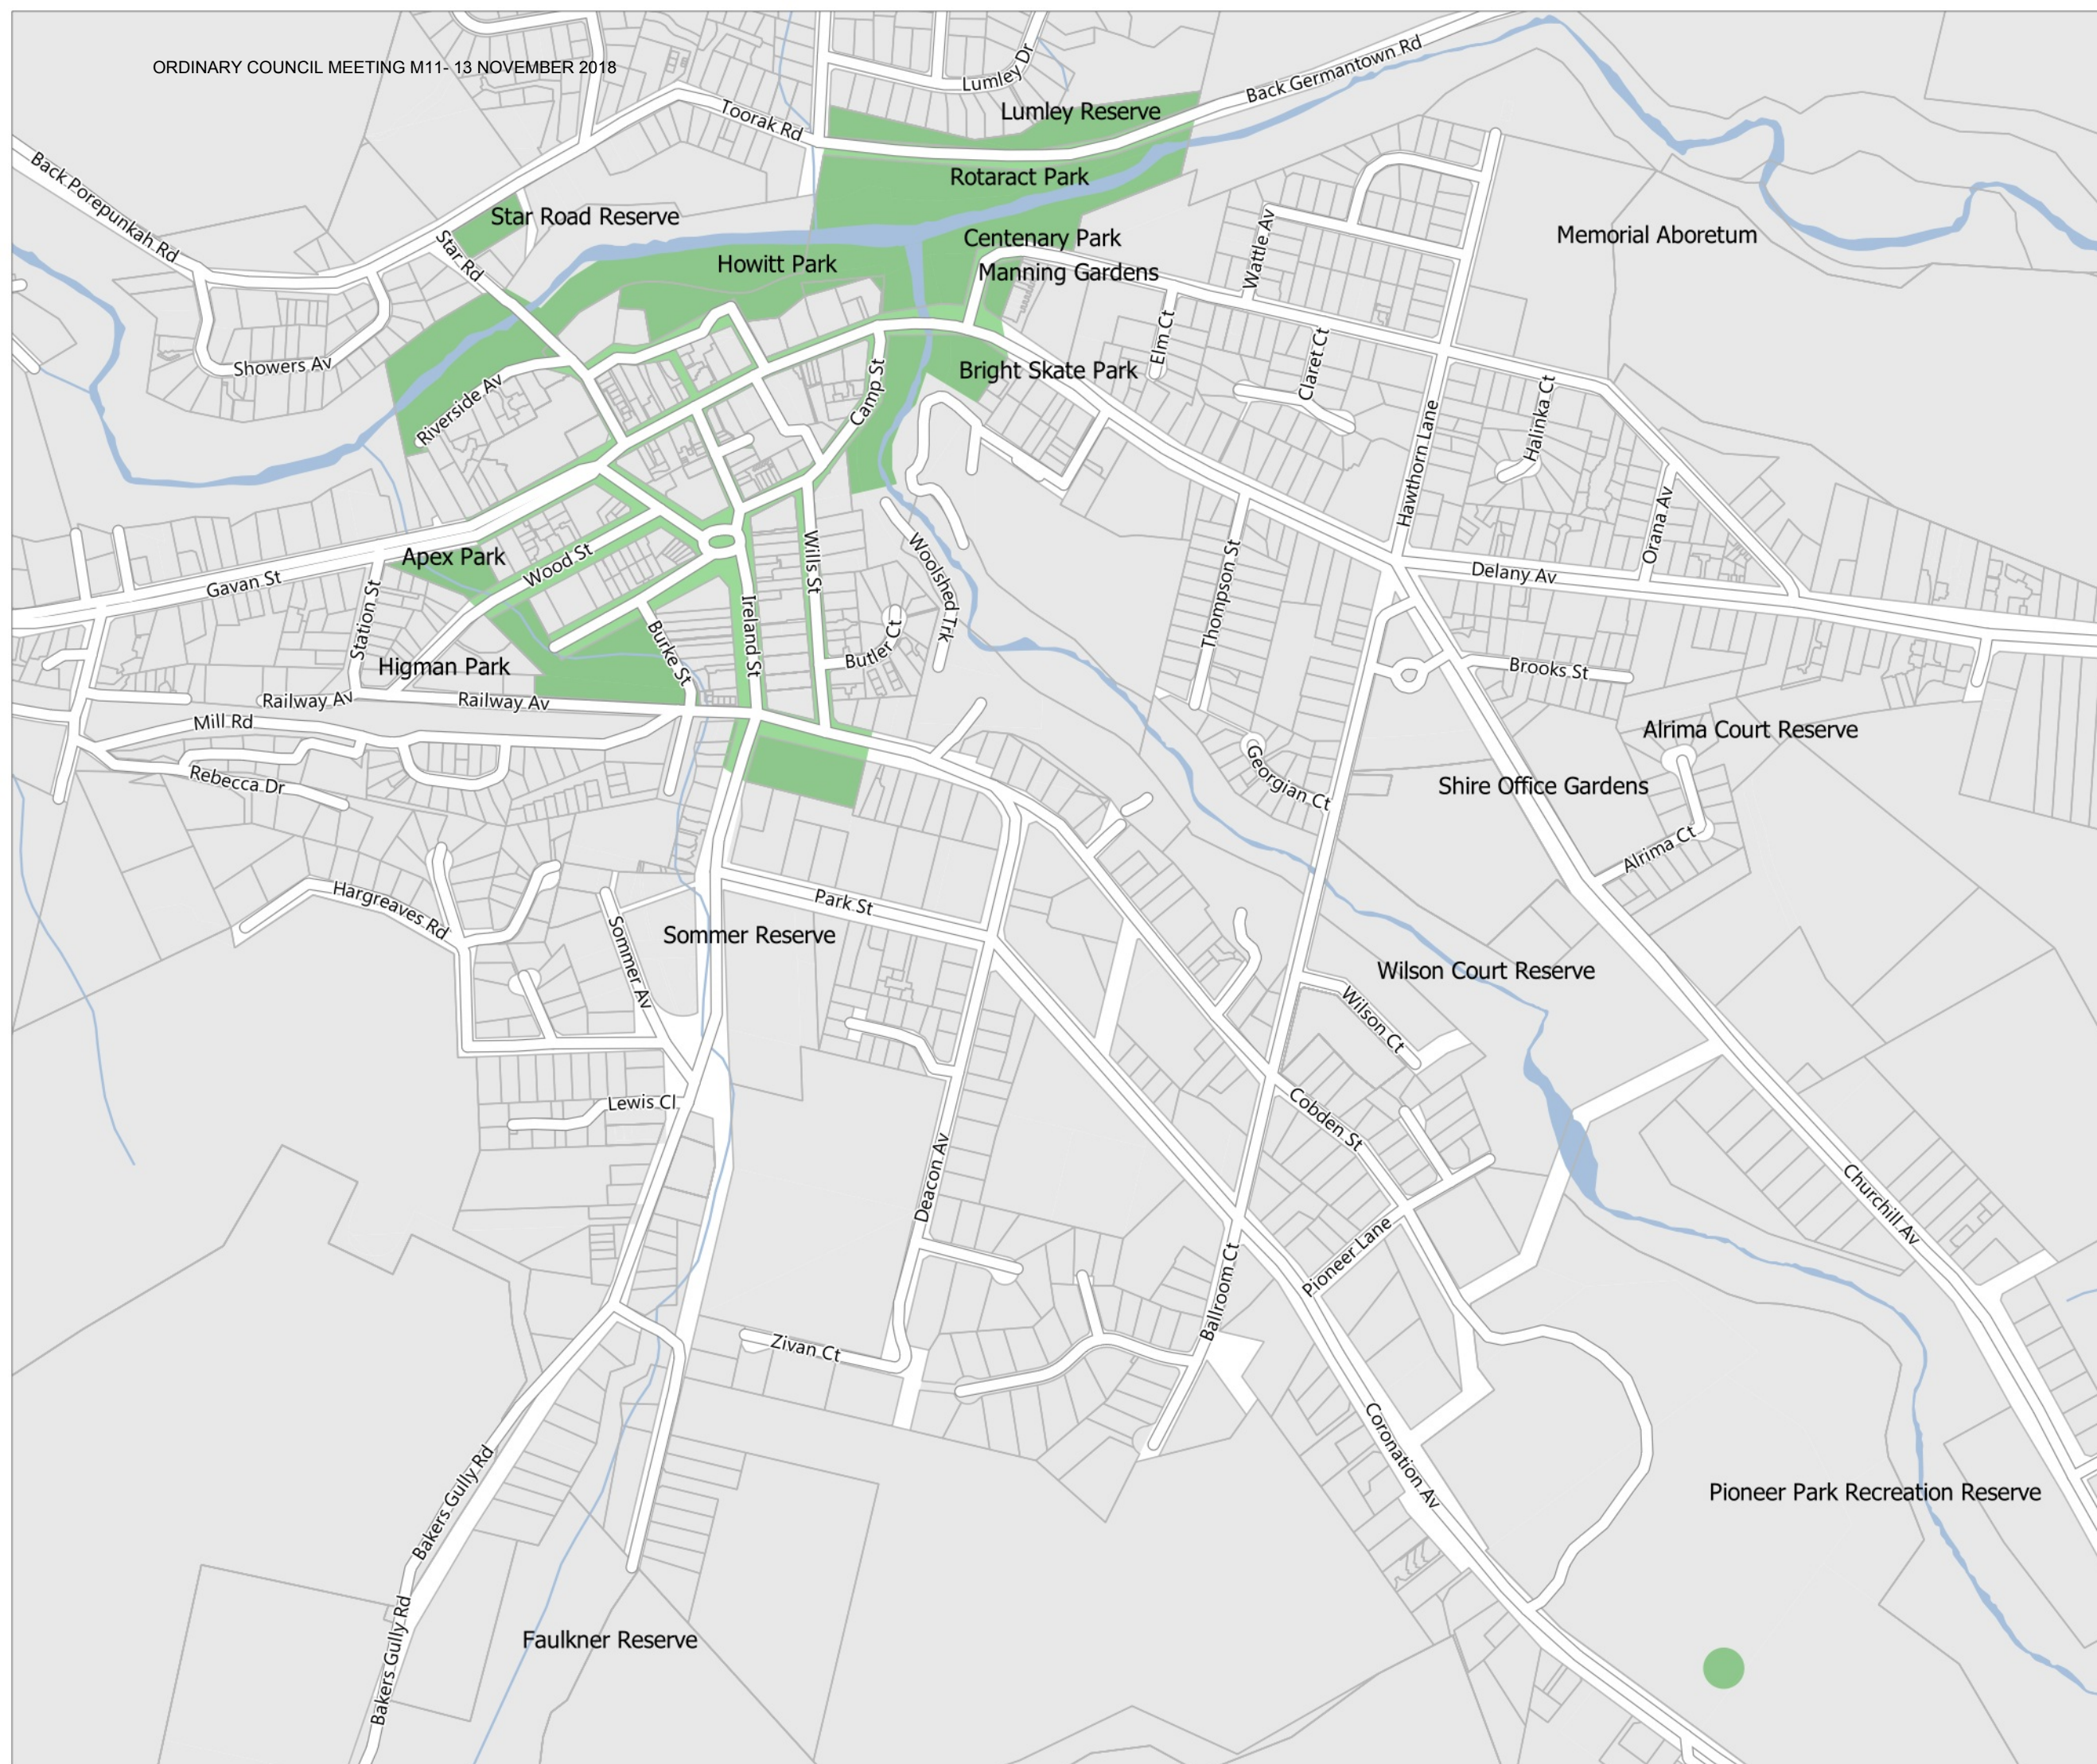 ORDINARY COUNCIL MEETING M11- 13 NOVEMBER 2018
Lumley Dr
Back Germantown Rd
Toorak Rd
Lumley Reserve
Back Porepunkah Rd
Rotaract Park
Star Road Reserve
Star Rd
Centenary Park
Wattle Av
Memorial Aboretum
Howitt Park
Manning Gardens
Elm Ct
Claret Ct
Showers Av
Bright Skate Park
Riverside Av
Camp St
Hawthorn Lane
Halinka Ct
Orana Av
Apex Park
Wood St
Wills St
Woolshed Trk
Thompson St
Delany Av
Gavan St
Station St
Ireland St
Burke St
Butler Ct
Higman Park
Brooks St
Railway Av
Railway Av
Mill Rd
Alrima Court Reserve
Rebecca Dr
Georgian Ct
Shire Office Gardens
Alrima Ct
Hargreaves Rd
Park St
Sommer Reserve
Sommer Av
Wilson Court Reserve
Wilson Ct
Lewis Cl
Cobden St
Deacon Av
Churchill Av
Pioneer Lane
Ballroom Ct
Zivan Ct
Coronation Av
Bakers Gully Rd
Pioneer Park Recreation Reserve
Bakers Gully Rd
Faulkner Reserve